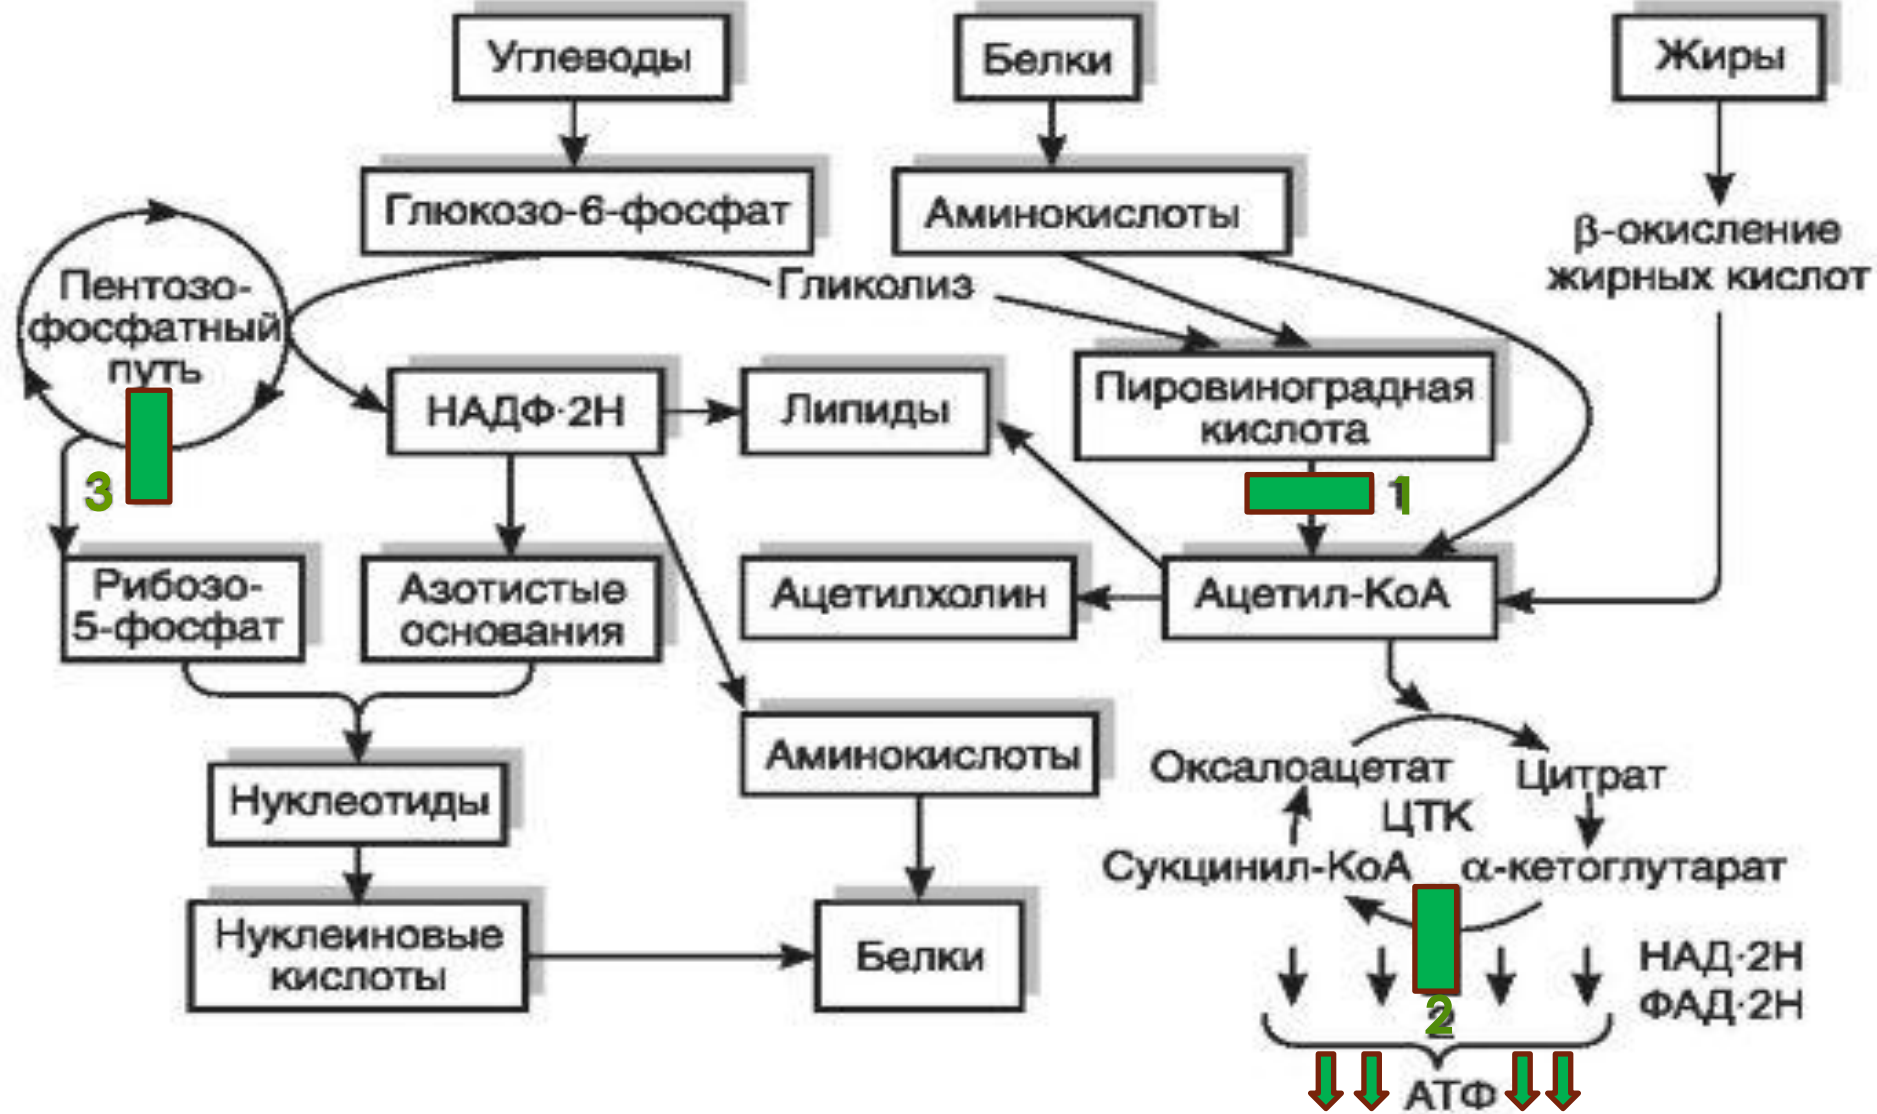 Углеводы
Белки
Жиры
Глюкозо-6-фосфат
Аминокислоты
β-окисление
жирных кислот
Пентозо-
фосфатный
путь
Гликолиз
НАДФ·2Н
Липиды
Пировиноградная
кислота
3
1
Рибозо-
5-фосфат
Азотистые
основания
Ацетилхолин
Ацетил-КоА
Аминокислоты
Оксалоацетат
Цитрат
ЦТК
Нуклеотиды
Сукцинил-КоА
α-кетоглутарат
Нуклеиновые
кислоты
Белки
НАД·2Н
ФАД·2Н
2
АТФ